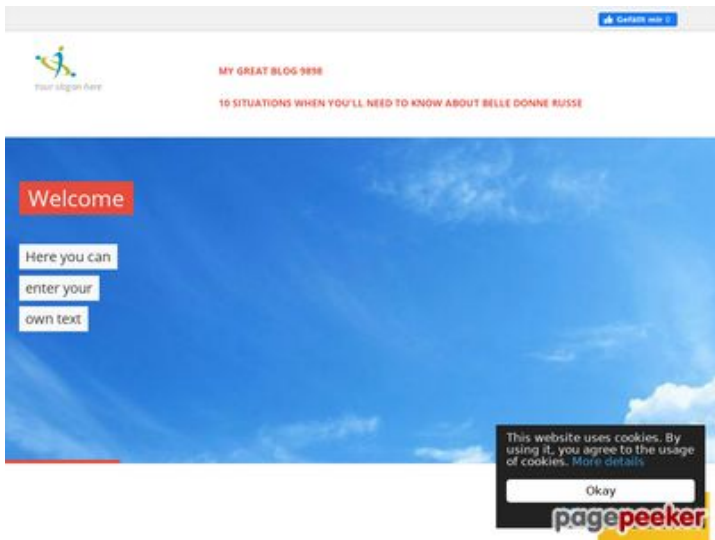 Gefällt mir 0
Your slogan here
MY GREAT BLOG 9898
10 SITUATIONS WHEN YOU'LL NEED TO KNOW ABOUT BELLE DONNE RUSSE
Welcome
Here you can
enter your
own text
This website uses cookies. By
using it, you agree to the usage
of cookies. More details
Okay
pagepeeker